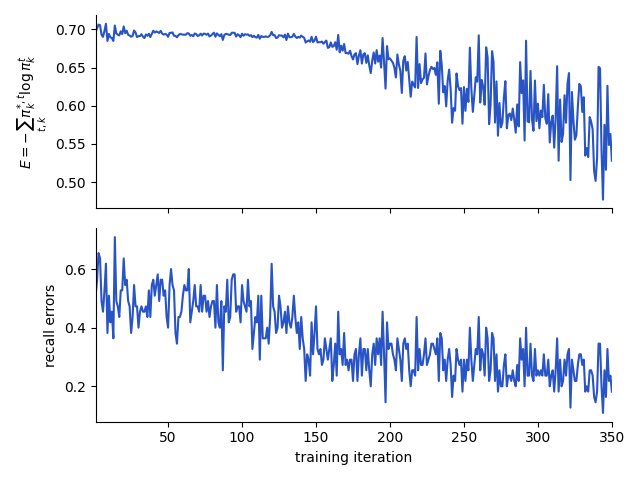 0.70
0.65
0.60
0.55
0.50
E = −∑ π_k^{*,t} log π_k^t
t, k
0.6
0.4
0.2
recall errors
50 100 150 200 250 300 350
training iteration